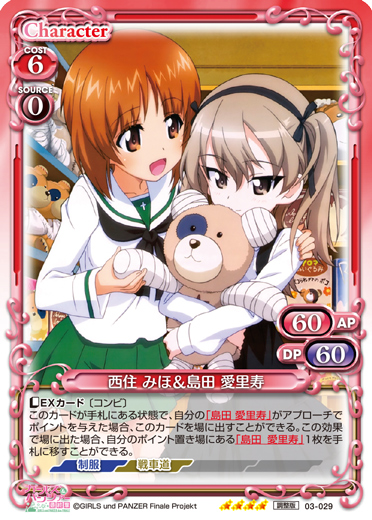 Character
COST
6
SOURCE
0
60 AP
DP 60
西住 みほ&島田 愛里寿
EXカード [コンビ]
このカードが手札にある状態で、自分の「島田 愛里寿」がアプローチで
ポイントを与えた場合、このカードを場に出すことができる。この効果
で場に出た場合、自分のポイント置き場にある「島田 愛里寿」1枚を手
札に移すことができる。
制服 戦車道
©GIRLS und PANZER Finale Projekt
調整版 03-029